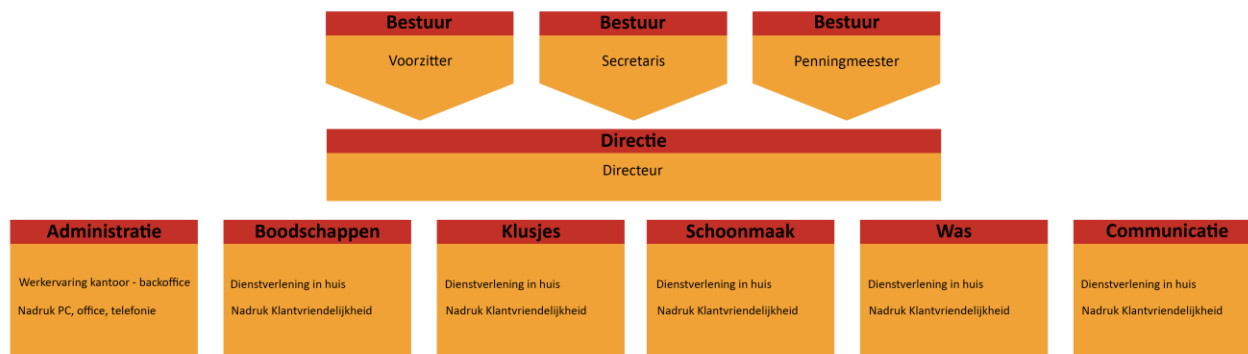 Bestuur
Voorzitter
Bestuur
Secretaris
Bestuur
Penningmeester
Directie
Directeur
Administratie
Werkervaring kantoor - backoffice
Nadruk PC, office, telefonie
Boodschappen
Dienstverlening in huis
Nadruk Klantvriendelijkheid
Klusjes
Dienstverlening in huis
Nadruk Klantvriendelijkheid
Schoonmaak
Dienstverlening in huis
Nadruk Klantvriendelijkheid
Was
Dienstverlening in huis
Nadruk Klantvriendelijkheid
Communicatie
Dienstverlening in huis
Nadruk Klantvriendelijkheid